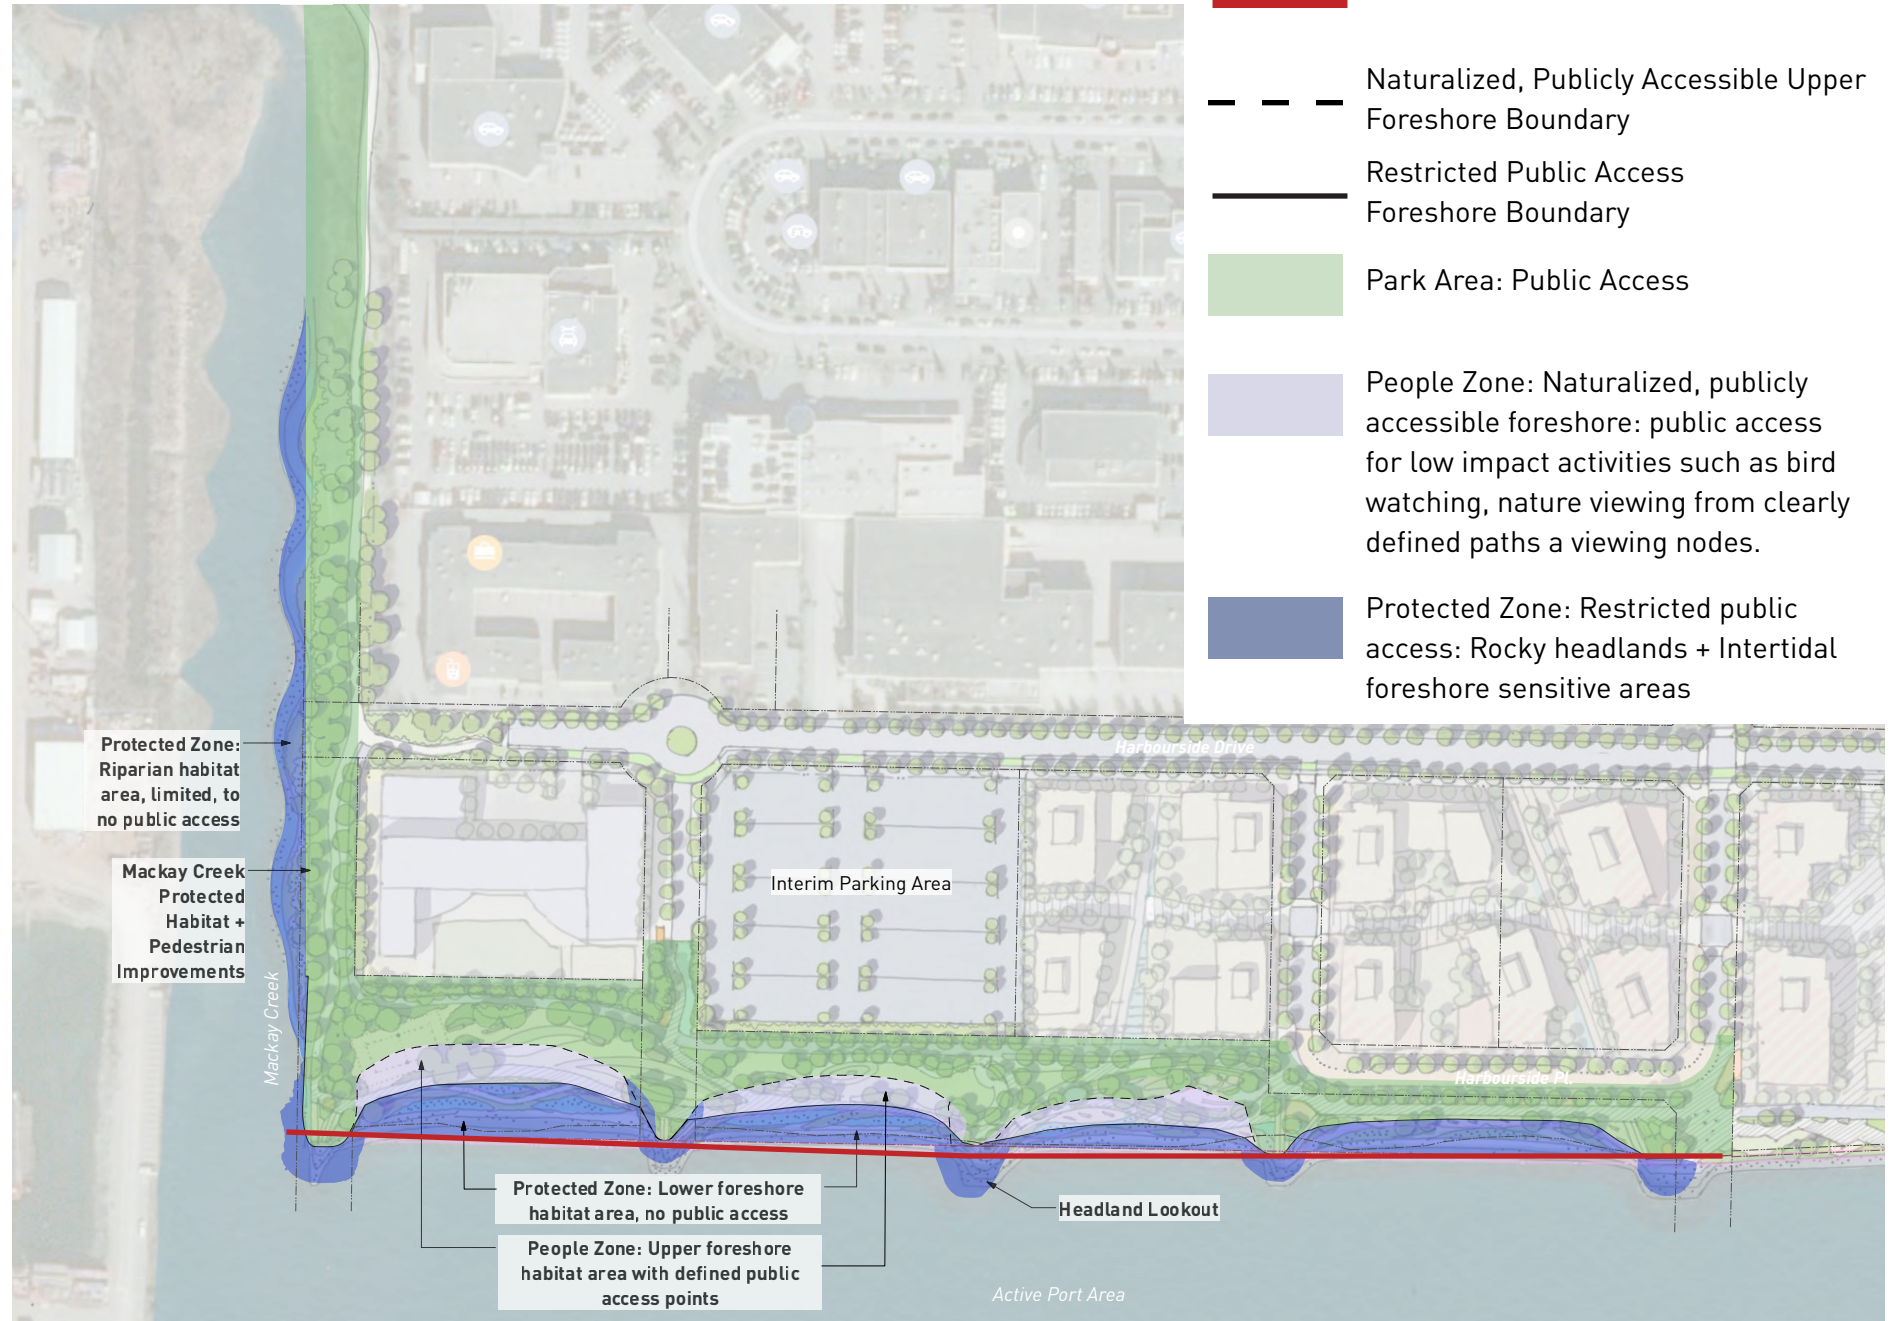 Naturalized, Publicly Accessible Upper
Foreshore Boundary
Restricted Public Access
Foreshore Boundary
Park Area: Public Access
People Zone: Naturalized, publicly
accessible foreshore: public access
for low impact activities such as bird
watching, nature viewing from clearly
defined paths a viewing nodes.
Protected Zone: Restricted public
access: Rocky headlands + Intertidal
foreshore sensitive areas
Harbourside Drive
Protected Zone:
Riparian habitat
area, limited, to
no public access
Mackay Creek
Protected
Habitat +
Pedestrian
Improvements
Interim Parking Area
Mackay Creek
Harbourside Pl.
Protected Zone: Lower foreshore
habitat area, no public access
Headland Lookout
People Zone: Upper foreshore
habitat area with defined public
access points
Active Port Area